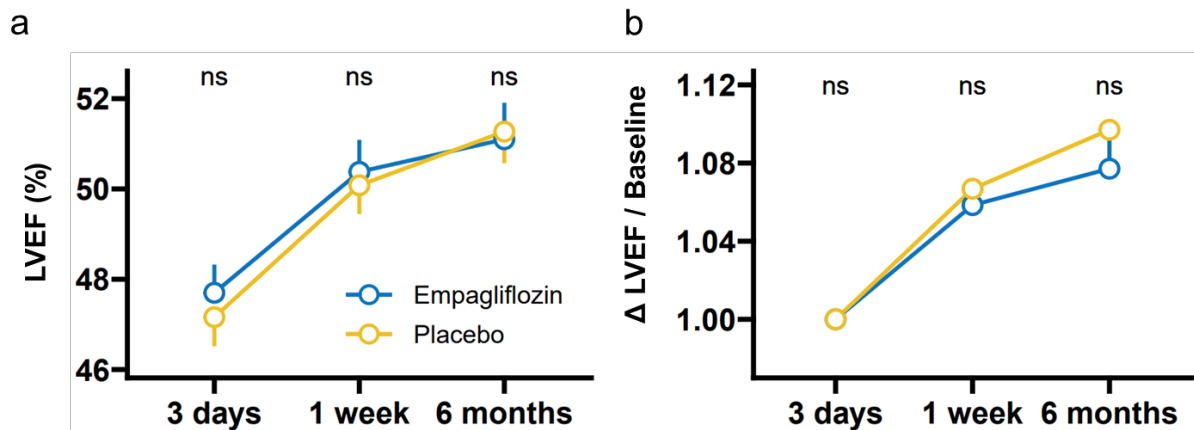 a
ns ns ns
52
50
48
46
LVEF (%)
Empagliflozin
Placebo
3 days 1 week 6 months
b
ns ns ns
1.12
1.08
1.04
1.00
Δ LVEF / Baseline
3 days 1 week 6 months